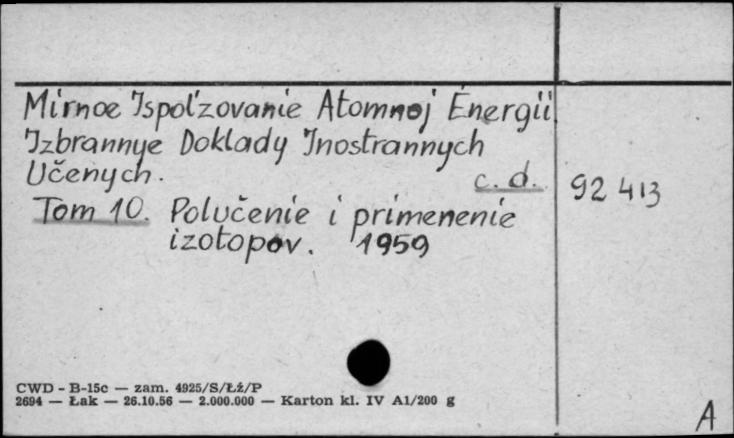 Mirnoe Ispol'zovanie Atomnoj Ėnergii
Izbrannye Doklady Inostrannych
Učenych.
c. d.
92 413
Tom 10. Polučenie i primenenie
izotopov. 1959
CWD - B-15c — zam. 4925/S/Łż/P
2694 — Łak — 26.10.56 — 2.000.000 — Karton kl. IV A1/200 g
A